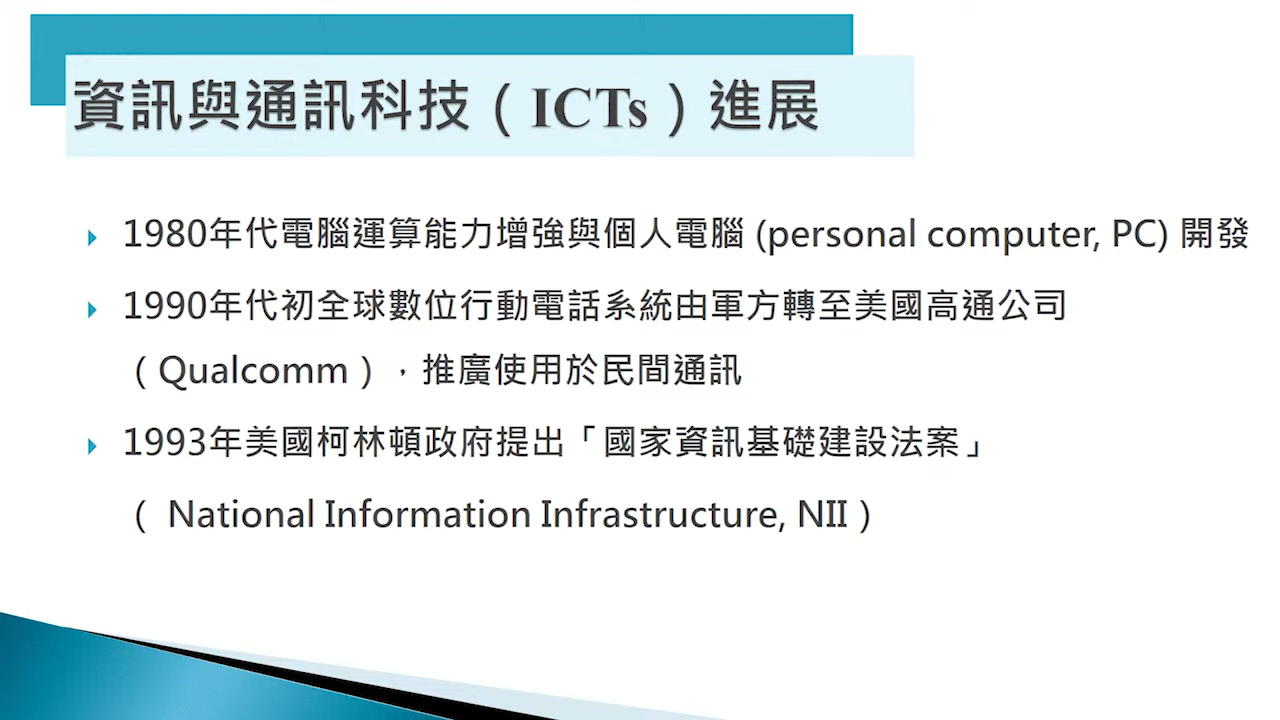 資訊與通訊科技（ICTs）進展
1980年代電腦運算能力增強與個人電腦 (personal computer, PC) 開發
1990年代初全球數位行動電話系統由軍方轉至美國高通公司
（Qualcomm），推廣使用於民間通訊
1993年美國柯林頓政府提出「國家資訊基礎建設法案」
（ National Information Infrastructure, NII）